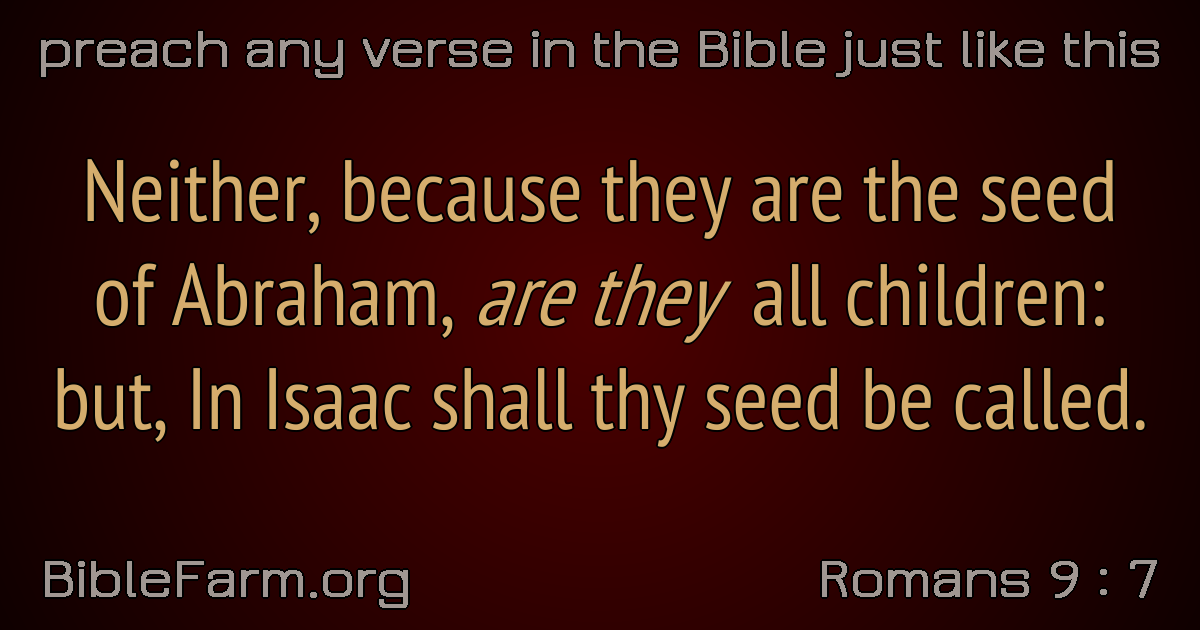 preach any verse in the Bible just like this
Neither, because they are the seed
of Abraham, are they all children:
but, In Isaac shall thy seed be called.
BibleFarm.org
Romans 9 : 7